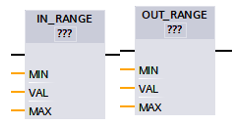 IN_RANGE
???
MIN
VAL
MAX
OUT_RANGE
???
MIN
VAL
MAX